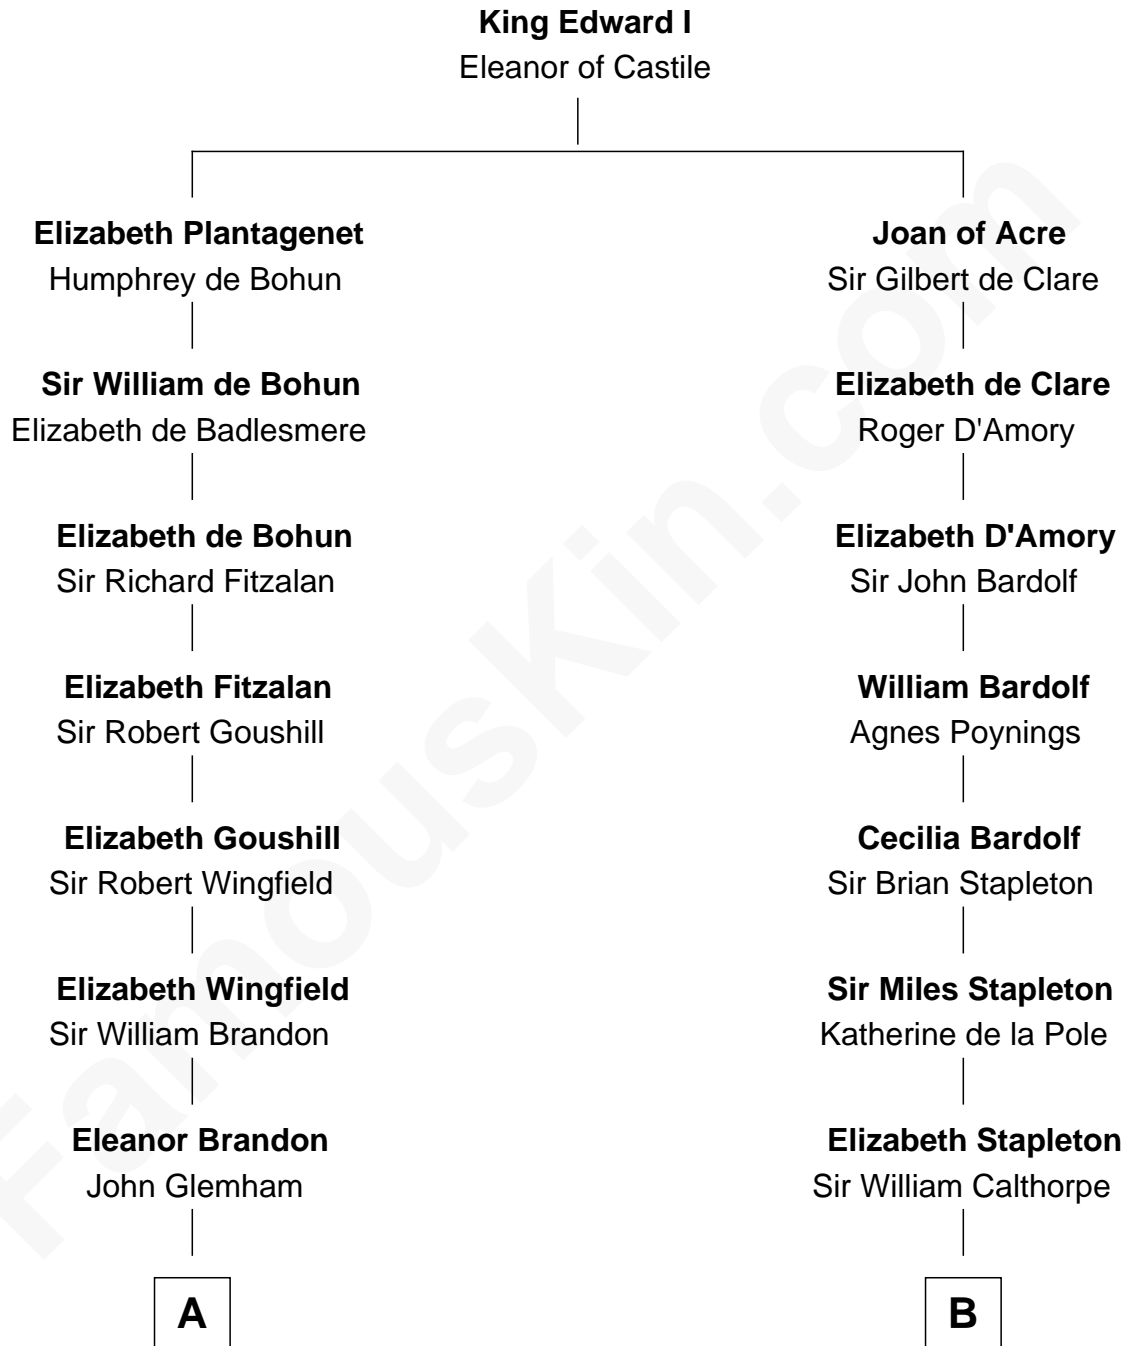 King Edward I
Eleanor of Castile
Elizabeth Plantagenet
Humphrey de Bohun
Joan of Acre
Sir Gilbert de Clare
Sir William de Bohun
Elizabeth de Badlesmere
Elizabeth de Clare
Roger D'Amory
Elizabeth de Bohun
Sir Richard Fitzalan
Elizabeth D'Amory
Sir John Bardolf
Elizabeth Fitzalan
Sir Robert Goushill
William Bardolf
Agnes Poynings
Elizabeth Goushill
Sir Robert Wingfield
Cecilia Bardolf
Sir Brian Stapleton
Elizabeth Wingfield
Sir William Brandon
Sir Miles Stapleton
Katherine de la Pole
Eleanor Brandon
John Glemham
Elizabeth Stapleton
Sir William Calthorpe
A
B
FamousKin.com